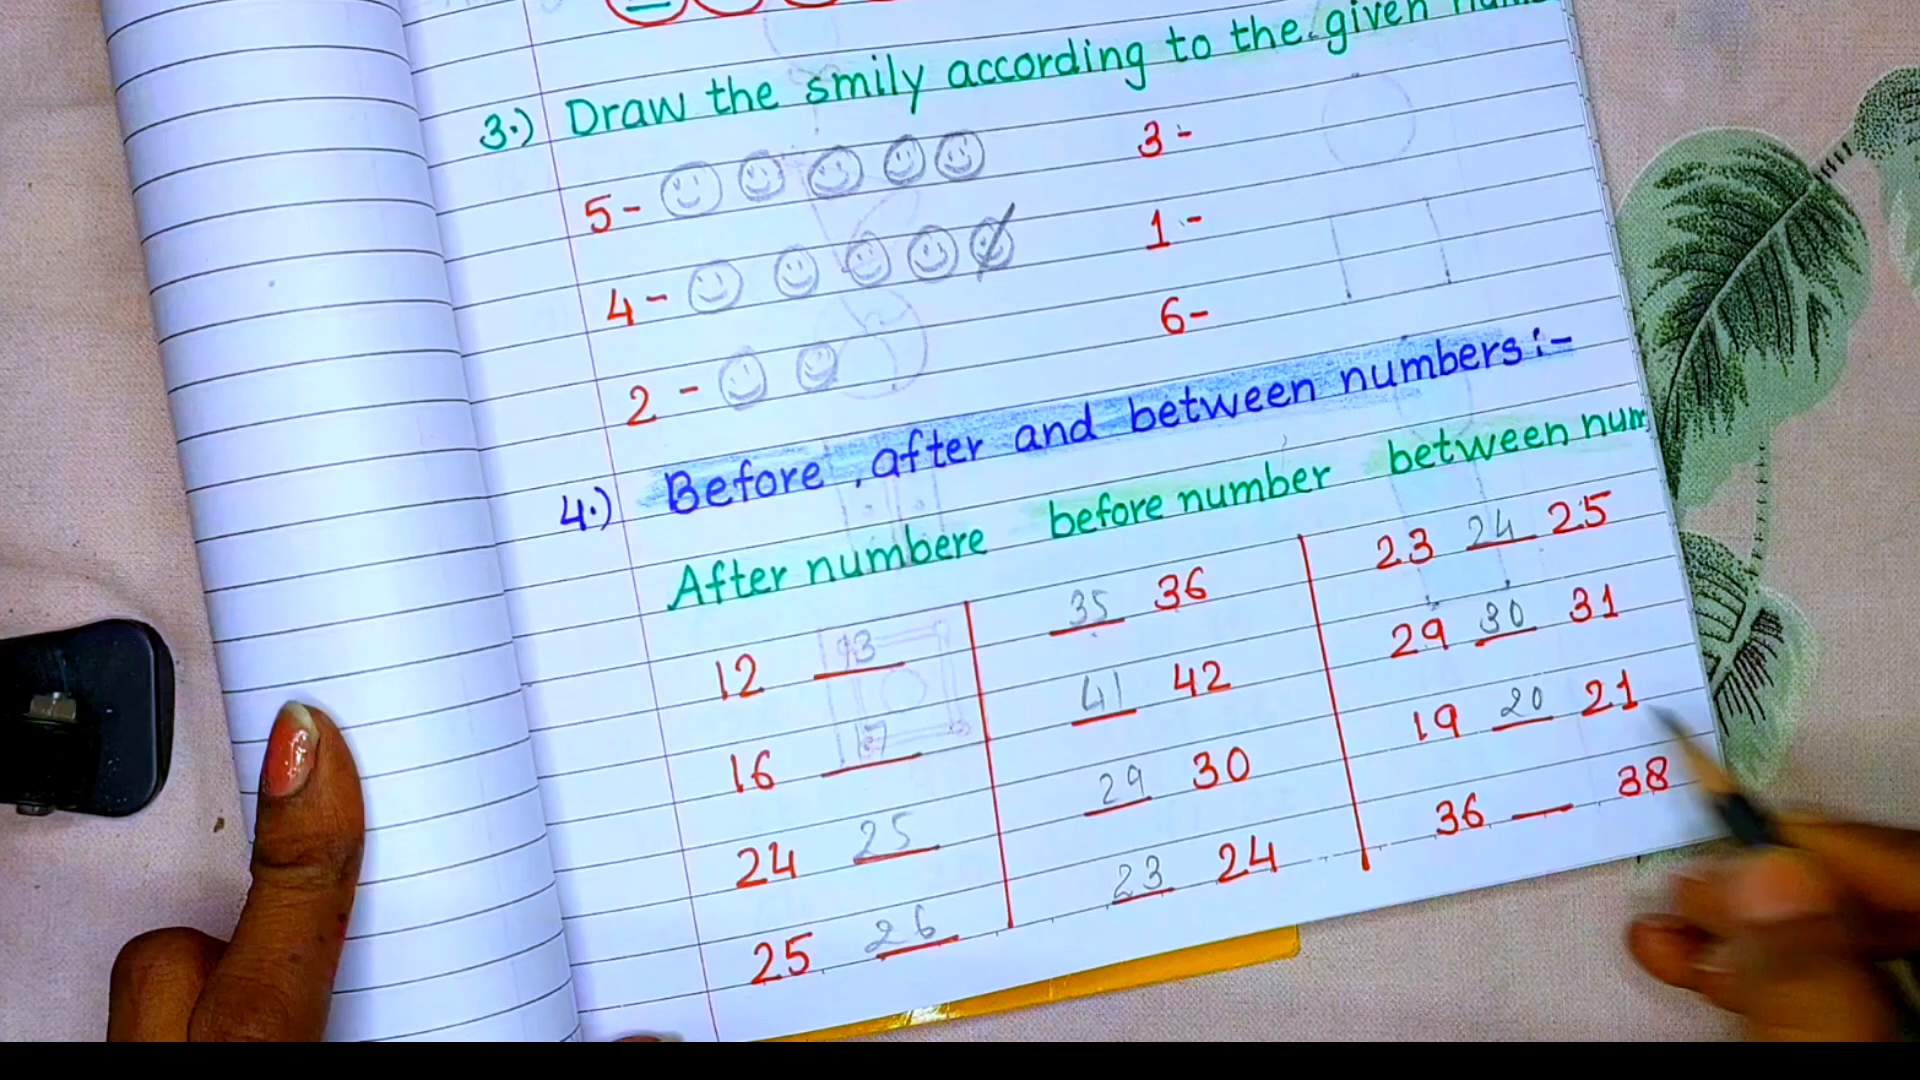 3.) Draw the smily according to the given
5-
3-
4-
1-
2-
6-
4.) Before, after and between numbers:-
After numbere before number between num
12 13 35 36 23 24 25
16 17 41 42 29 30 31
24 25 29 30 19 20 21
25 26 23 24 36 __ 38